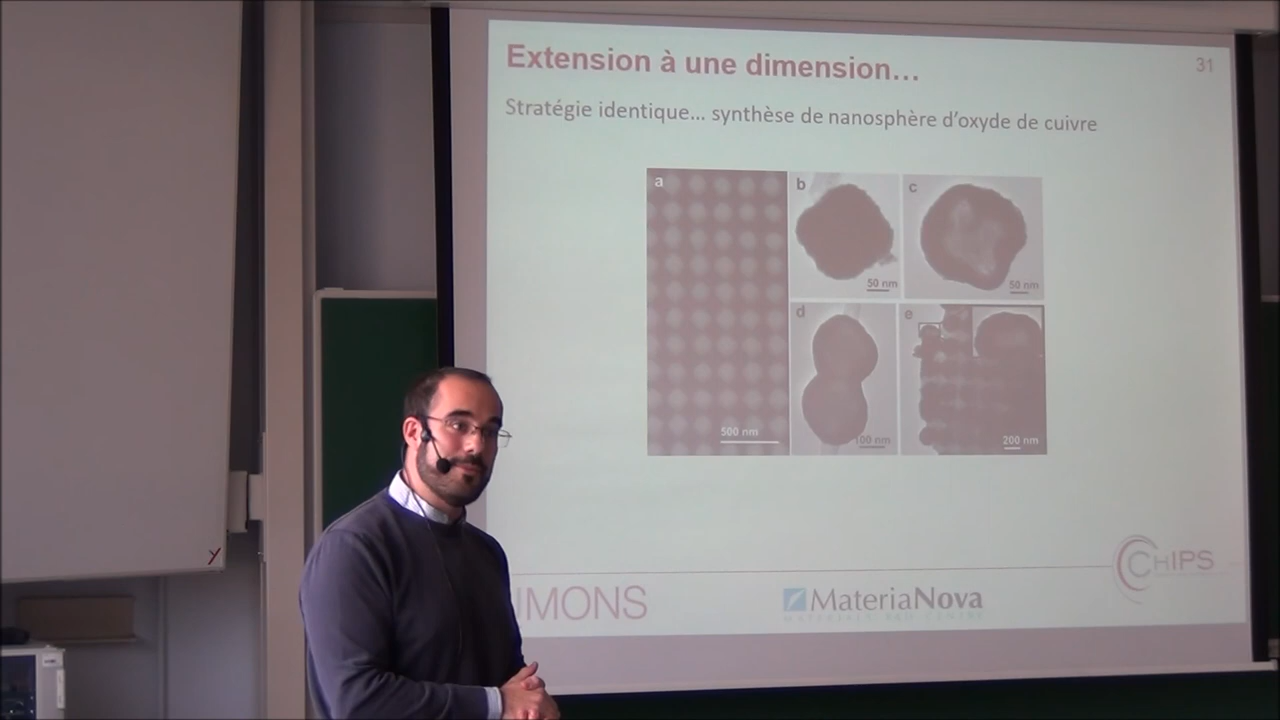 Extension à une dimension... 31
Stratégie identique... synthèse de nanosphère d'oxyde de cuivre
a
b
c
50 nm
50 nm
d
e
500 nm
100 nm
200 nm
UMONS
MateriaNova
CHIPS